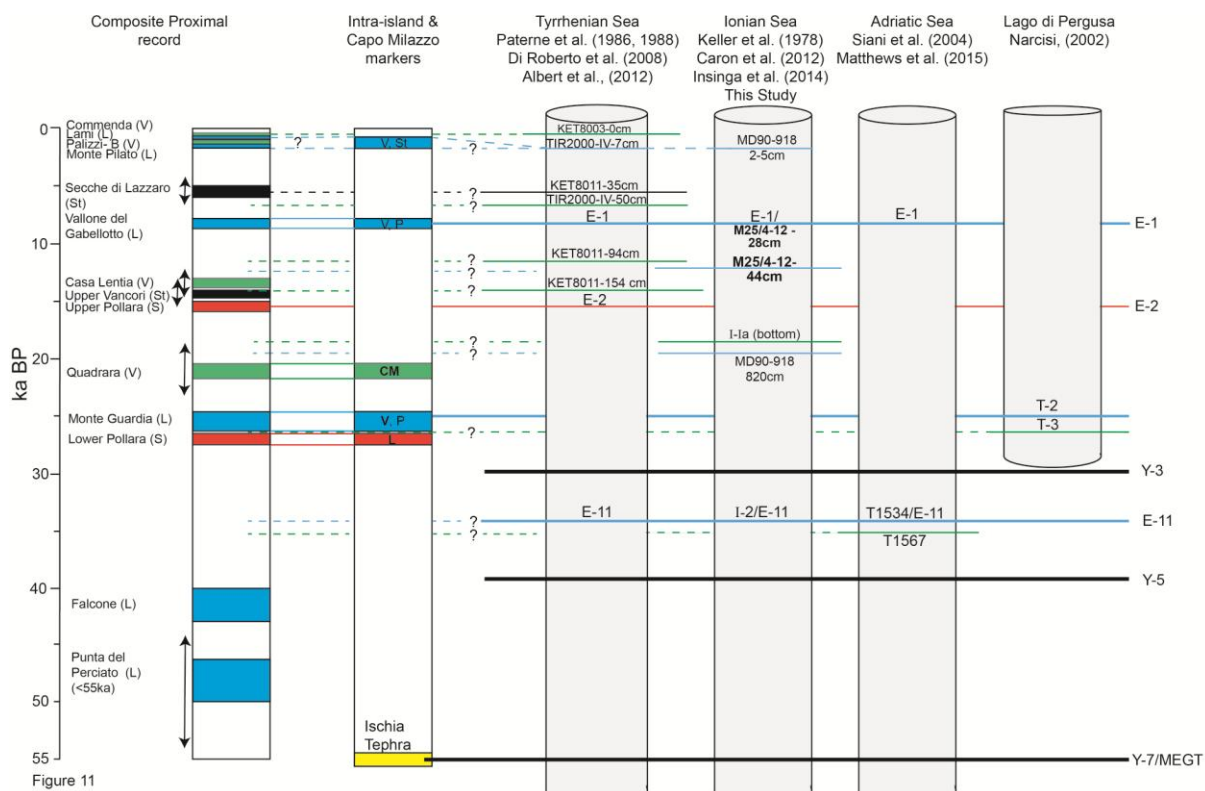 Composite Proximal
record
Intra-island &
Capo Milazzo
markers
Tyrrhenian Sea
Paterne et al. (1986, 1988)
Di Roberto et al. (2008)
Albert et al., (2012)
Ionian Sea
Keller et al. (1978)
Caron et al. (2012)
Insinga et al. (2014)
This Study
Adriatic Sea
Siani et al. (2004)
Matthews et al. (2015)
Lago di Pergusa
Narcisi, (2002)
ka BP
0
10
20
30
40
50
55
Commenda (V)
Lami (L)
Palizzi- B (V)
Monte Pilato (L)
Secche di Lazzaro
(St)
Vallone del
Gabellotto (L)
Casa Lentia (V)
Upper Vancori (St)
Upper Pollara (S)
Quadrara (V)
Monte Guardia (L)
Lower Pollara (S)
Falcone (L)
Punta del
Perciato (L)
(<55ka)
?
V, St
V, P
CM
V, P
L
Ischia
Tephra
?
?
?
?
?
?
?
?
?
?
?
KET8003-0cm
TIR2000-IV-7cm
KET8011-35cm
TIR2000-IV-50cm
E-1
KET8011-94cm
KET8011-154 cm
E-2
E-11
MD90-918
2-5cm
E-1/
M25/4-12 -
28cm
M25/4-12-
44cm
I-Ia (bottom)
MD90-918
820cm
I-2/E-11
E-1
T1534/E-11
T1567
T-2
T-3
E-1
E-2
Y-3
E-11
Y-5
Y-7/MEGT
Figure 11